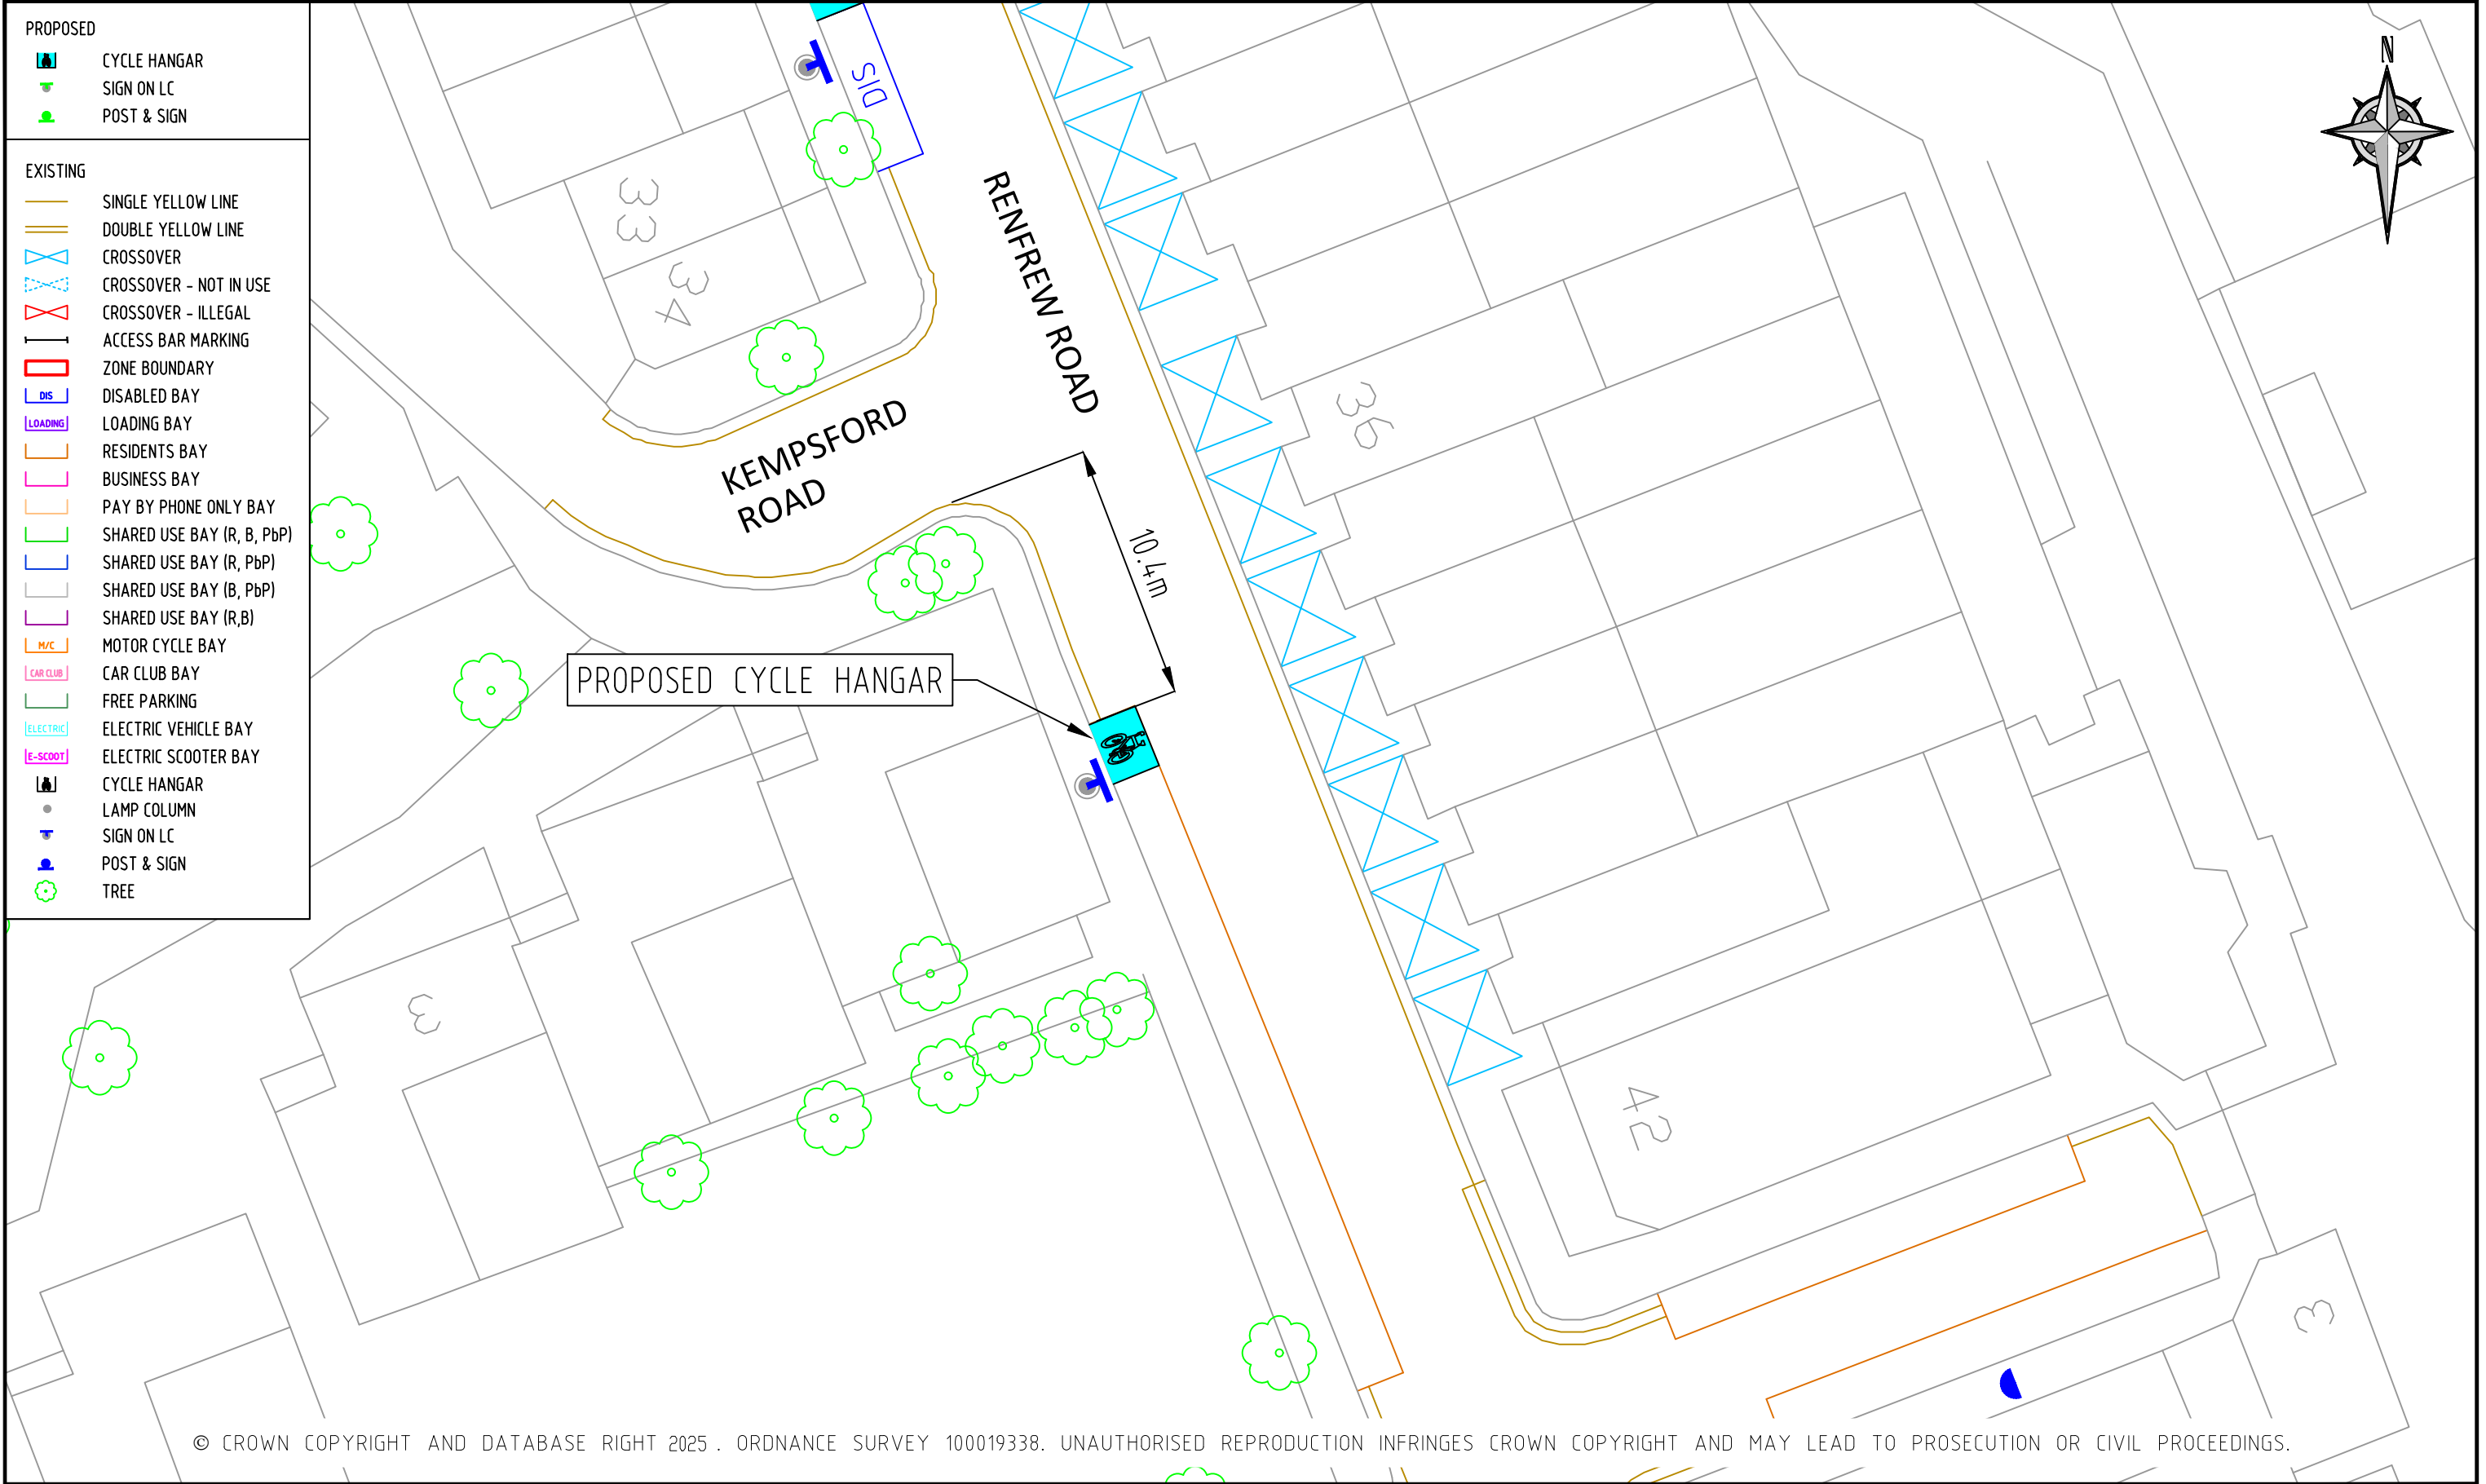 PROPOSED
CYCLE HANGAR
SIGN ON LC
POST & SIGN
EXISTING
SINGLE YELLOW LINE
DOUBLE YELLOW LINE
CROSSOVER
CROSSOVER - NOT IN USE
CROSSOVER - ILLEGAL
ACCESS BAR MARKING
ZONE BOUNDARY
DIS DISABLED BAY
LOADING LOADING BAY
RESIDENTS BAY
BUSINESS BAY
PAY BY PHONE ONLY BAY
SHARED USE BAY (R, B, PbP)
SHARED USE BAY (R, PbP)
SHARED USE BAY (B, PbP)
SHARED USE BAY (R,B)
M/C MOTOR CYCLE BAY
CAR CLUB CAR CLUB BAY
FREE PARKING
ELECTRIC ELECTRIC VEHICLE BAY
E-SCOOT ELECTRIC SCOOTER BAY
CYCLE HANGAR
LAMP COLUMN
SIGN ON LC
POST & SIGN
TREE
N
DIS
33
43
RENFREW ROAD
KEMPSFORD
ROAD
36
10.4m
PROPOSED CYCLE HANGAR
3
42
3
© CROWN COPYRIGHT AND DATABASE RIGHT 2025 . ORDNANCE SURVEY 100019338. UNAUTHORISED REPRODUCTION INFRINGES CROWN COPYRIGHT AND MAY LEAD TO PROSECUTION OR CIVIL PROCEEDINGS.